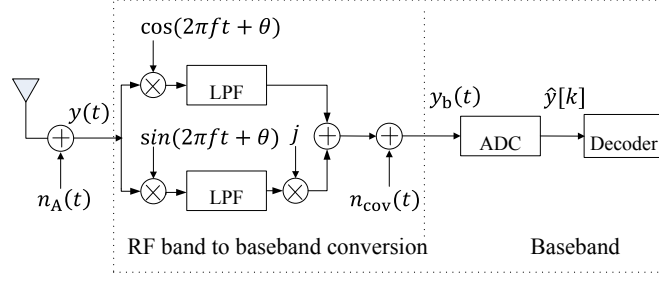 cos(2πft + θ)
LPF
y(t)
y_b(t)
ŷ[k]
sin(2πft + θ)
j
ADC
Decoder
LPF
n_A(t)
n_cov(t)
RF band to baseband conversion
Baseband